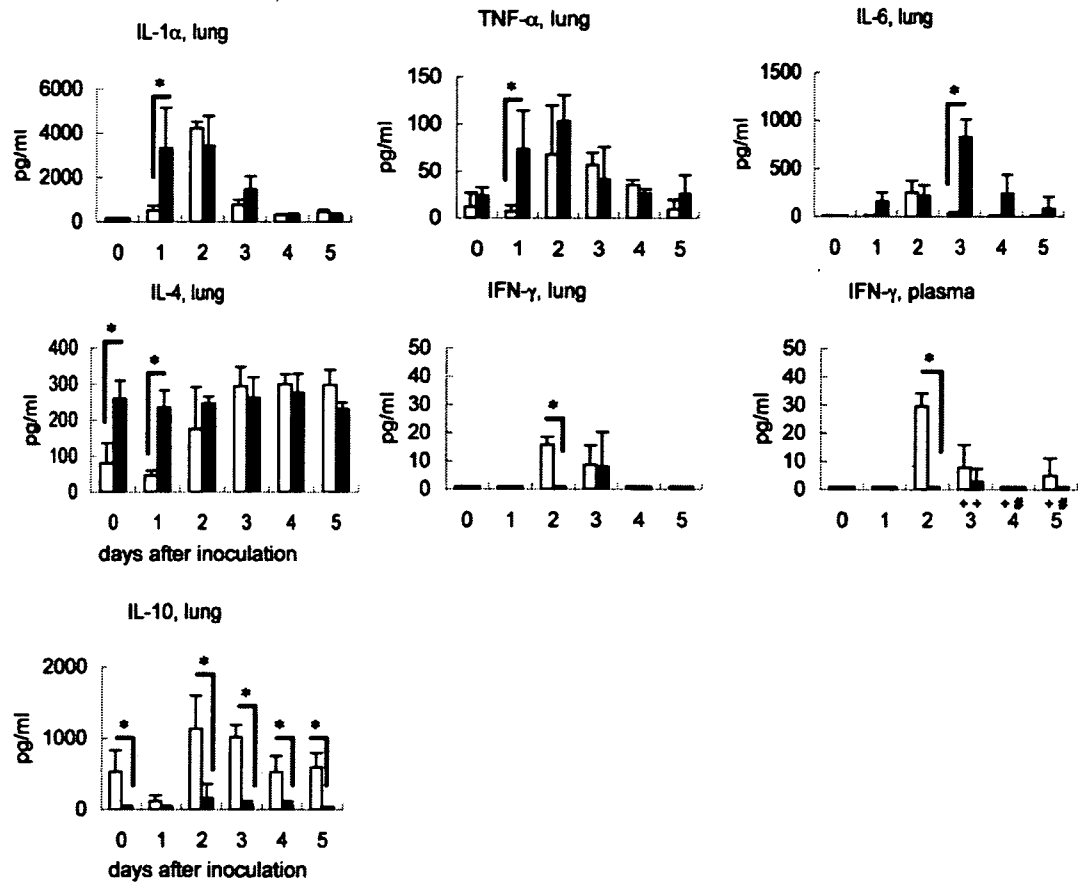 IL-1α, lung
TNF-α, lung
IL-6, lung
6000
4000
2000
0
pg/ml
*
0 1 2 3 4 5
150
100
50
0
pg/ml
*
0 1 2 3 4 5
1500
1000
500
0
pg/ml
*
0 1 2 3 4 5
IL-4, lung
IFN-γ, lung
IFN-γ, plasma
400
300
200
100
0
pg/ml
* *
0 1 2 3 4 5
days after inoculation
50
40
30
20
10
0
pg/ml
*
0 1 2 3 4 5
50
40
30
20
10
0
pg/ml
*
++ +# +#
0 1 2 3 4 5
IL-10, lung
2000
1000
0
pg/ml
* * * * *
0 1 2 3 4 5
days after inoculation